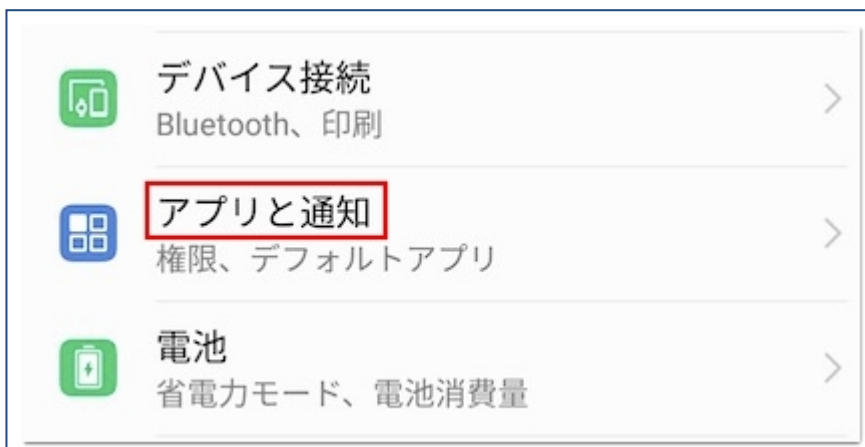 デバイス接続
Bluetooth、印刷
アプリと通知
権限、デフォルトアプリ
電池
省電力モード、電池消費量